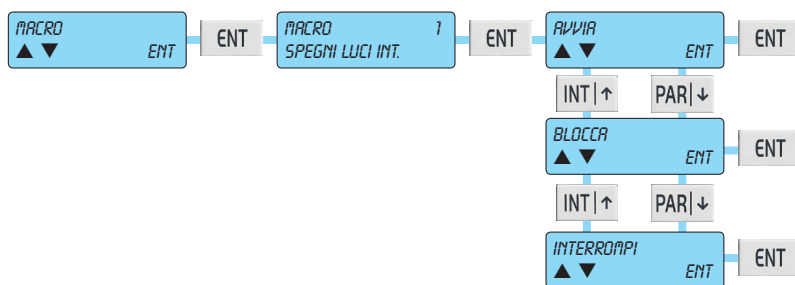 MACRO
▲ ▼ ENT
ENT
MACRO 1
SPEGNI LUCI INT.
ENT
AVVIA
▲ ▼ ENT
ENT
INT|↑
PAR|↓
BLOCCA
▲ ▼ ENT
ENT
INT|↑
PAR|↓
INTERROMPI
▲ ▼ ENT
ENT